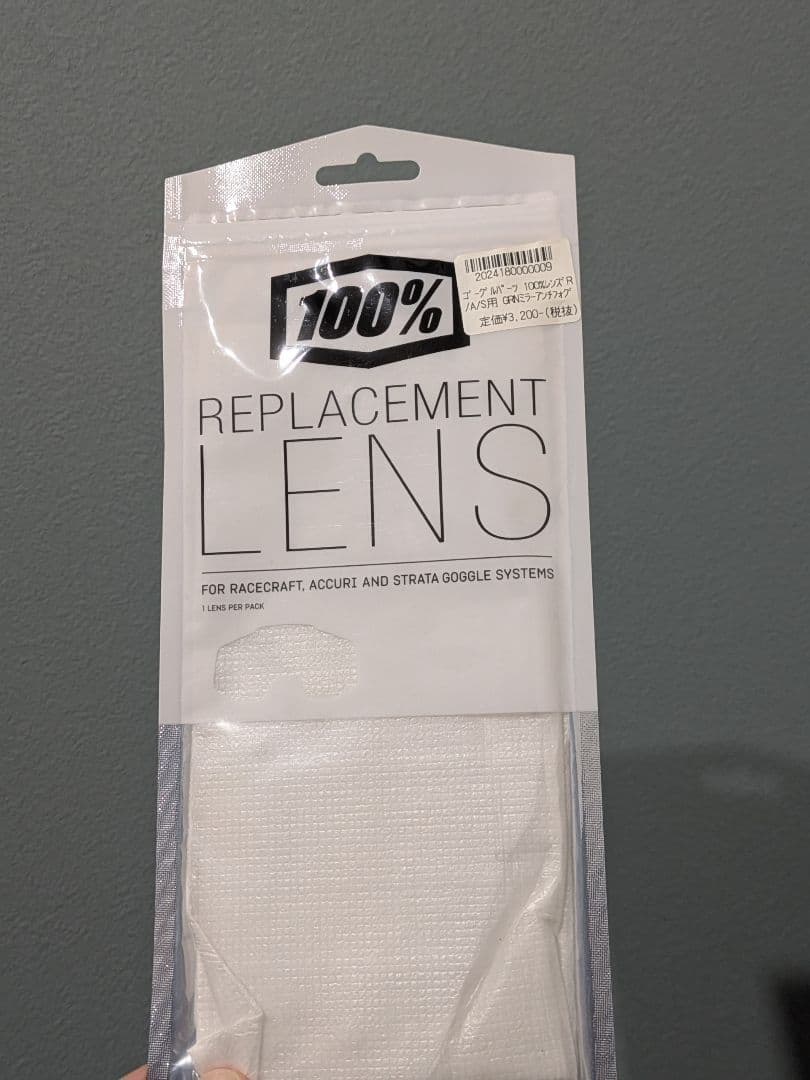 100%
2024180000009
ｺﾞｰｸﾞﾙﾊﾟｰﾂ 100%ﾚﾝｽﾞR
/A/S用 GRNﾐﾗｰｱﾝﾁﾌｫｸﾞ
定価¥3,200-(税抜)
REPLACEMENT
LENS
FOR RACECRAFT, ACCURI AND STRATA GOGGLE SYSTEMS
1 LENS PER PACK